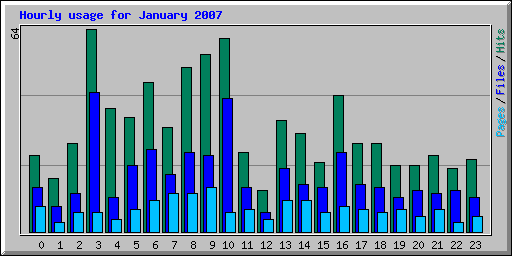 Hourly usage for January 2007
64
Pages/Files/Hits
0 1 2 3 4 5 6 7 8 9 10 11 12 13 14 15 16 17 18 19 20 21 22 23